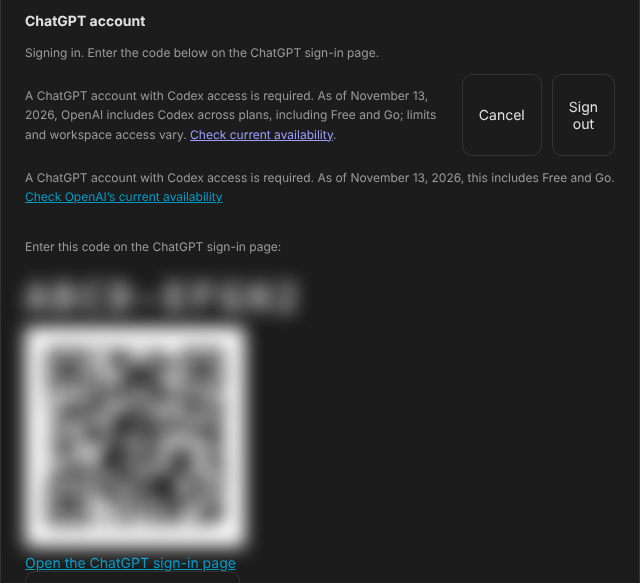 ChatGPT account
Signing in. Enter the code below on the ChatGPT sign-in page.
A ChatGPT account with Codex access is required. As of November 13,
2026, OpenAI includes Codex across plans, including Free and Go; limits
and workspace access vary. Check current availability.
Cancel
Sign
out
A ChatGPT account with Codex access is required. As of November 13, 2026, this includes Free and Go.
Check OpenAI’s current availability
Enter this code on the ChatGPT sign-in page:
Open the ChatGPT sign-in page